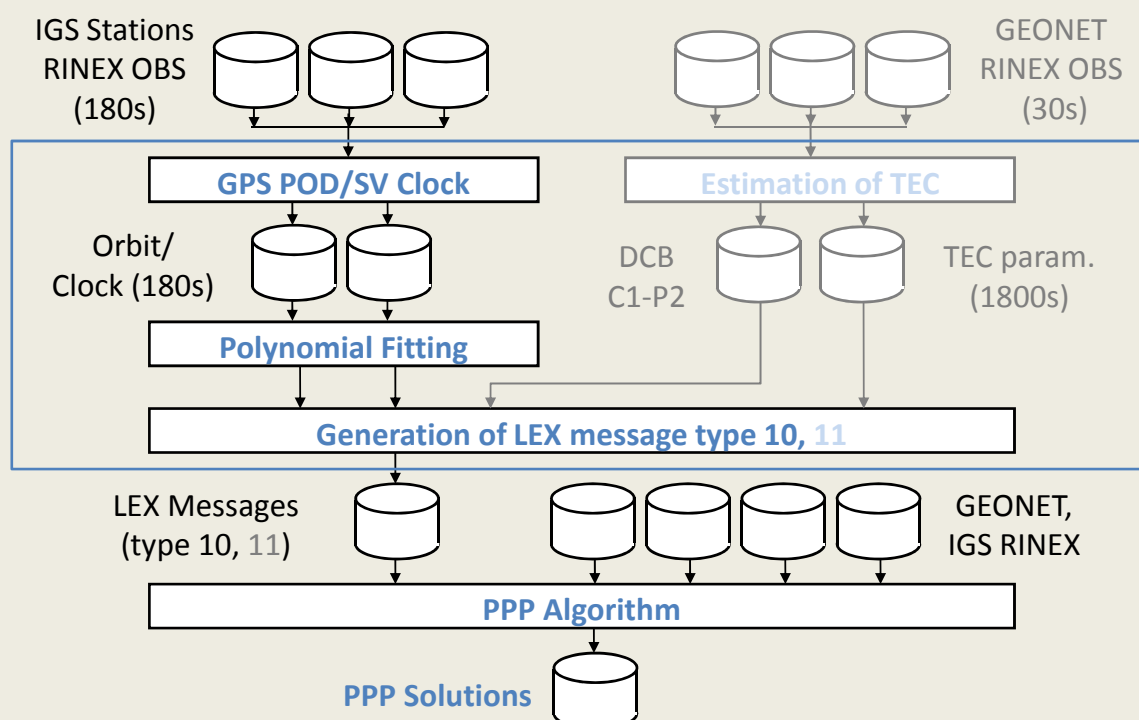 IGS Stations
RINEX OBS
(180s)
GEONET
RINEX OBS
(30s)
GPS POD/SV Clock
Estimation of TEC
Orbit/
Clock (180s)
DCB
C1-P2
TEC param.
(1800s)
Polynomial Fitting
Generation of LEX message type 10, 11
LEX Messages
(type 10, 11)
GEONET,
IGS RINEX
PPP Algorithm
PPP Solutions